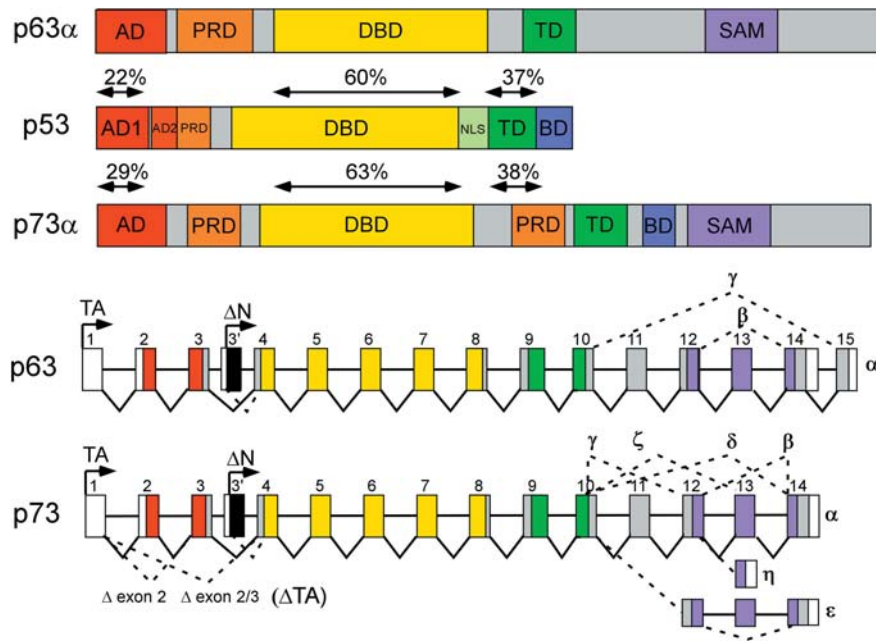 p63α AD PRD DBD TD SAM
22% 60% 37%
p53 AD1 AD2 PRD DBD NLS TD BD
29% 63% 38%
p73α AD PRD DBD PRD TD BD SAM
γ
TA ΔN β
1 2 3 3' 4 5 6 7 8 9 10 11 12 13 14 15
p63 α
γ ζ δ β
TA ΔN
1 2 3 3' 4 5 6 7 8 9 10 11 12 13 14
p73 α
η
Δ exon 2 Δ exon 2/3 (ΔTA)
ε